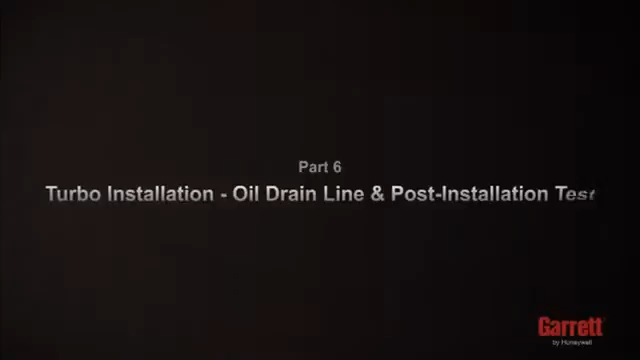 Part 6
Turbo Installation - Oil Drain Line & Post-Installation Test
Garrett
by Honeywell